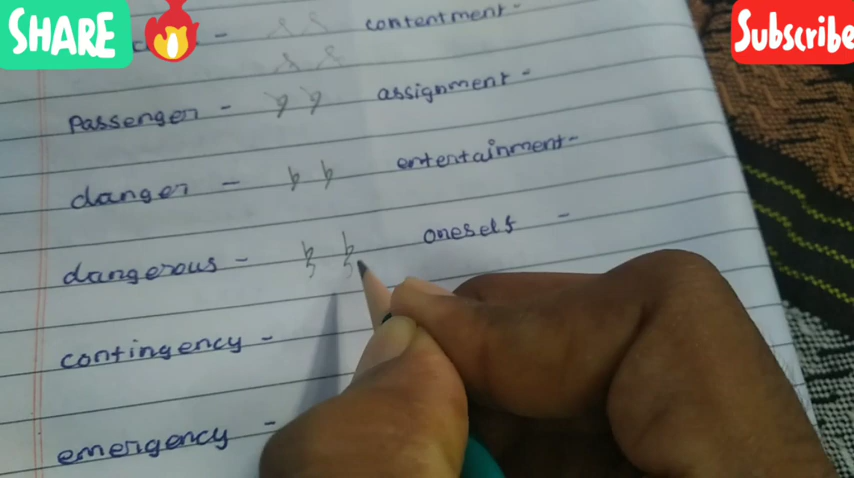 SHARE Subscribe
- contentment-
Passenger - assignment -
danger - entertainment-
dangerous - oneself -
contingency -
emergency -